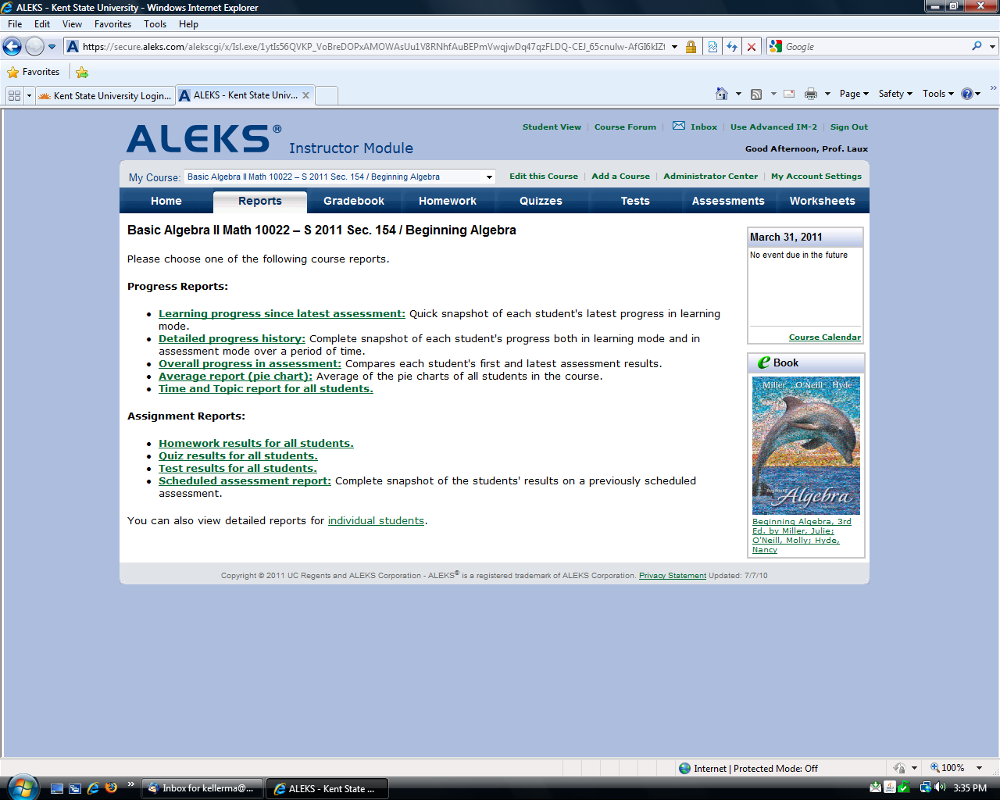 ALEKS - Kent State University - Windows Internet Explorer
File Edit View Favorites Tools Help
Google
Favorites
Kent State University Login... ALEKS - Kent State Univ...
Page Safety Tools
ALEKS® Instructor Module
Student View | Course Forum | Inbox | Use Advanced IM-2 | Sign Out
Good Afternoon, Prof. Laux
My Course: Basic Algebra II Math 10022 – S 2011 Sec. 154 / Beginning Algebra
Edit this Course | Add a Course | Administrator Center | My Account Settings
Home Reports Gradebook Homework Quizzes Tests Assessments Worksheets
Basic Algebra II Math 10022 – S 2011 Sec. 154 / Beginning Algebra
Please choose one of the following course reports.
Progress Reports:
• Learning progress since latest assessment: Quick snapshot of each student's latest progress in learning
mode.
• Detailed progress history: Complete snapshot of each student's progress both in learning mode and in
assessment mode over a period of time.
• Overall progress in assessment: Compares each student's first and latest assessment results.
• Average report (pie chart): Average of the pie charts of all students in the course.
• Time and Topic report for all students.
Assignment Reports:
• Homework results for all students.
• Quiz results for all students.
• Test results for all students.
• Scheduled assessment report: Complete snapshot of the students' results on a previously scheduled
assessment.
You can also view detailed reports for individual students.
March 31, 2011
No event due in the future
Course Calendar
e Book
Miller O'Neill Hyde
Beginning
Algebra
Beginning Algebra, 3rd
Ed. by Miller, Julie;
O'Neill, Molly; Hyde,
Nancy
Copyright © 2011 UC Regents and ALEKS Corporation - ALEKS® is a registered trademark of ALEKS Corporation. Privacy Statement Updated: 7/7/10
Internet | Protected Mode: Off
100%
Inbox for kellerma@... ALEKS - Kent State ...
3:35 PM